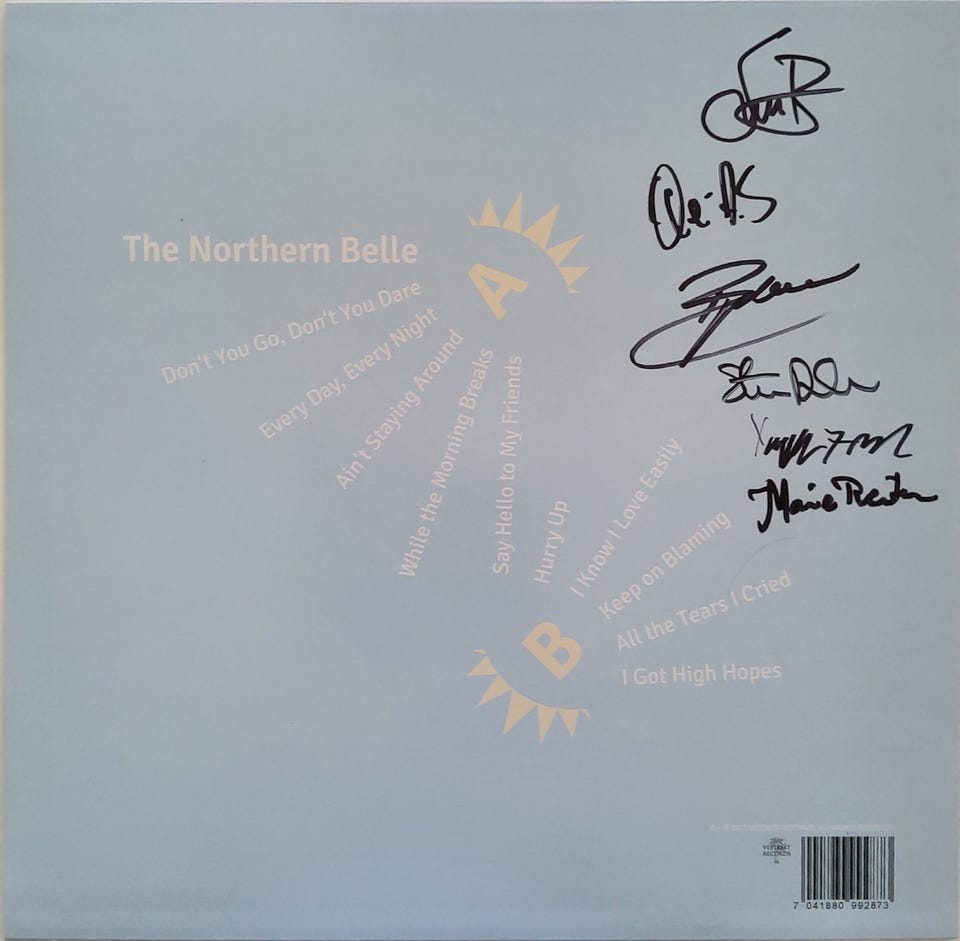 The Northern Belle
A
Don't You Go, Don't You Dare
Every Day, Every Night
Ain't Staying Around
While the Morning Breaks
Say Hello to My Friends
Hurry Up
I Know I Love Easily
Keep on Blaming
All the Tears I Cried
I Got High Hopes
B
VESTKYST
RECORDS
7 041880 992873